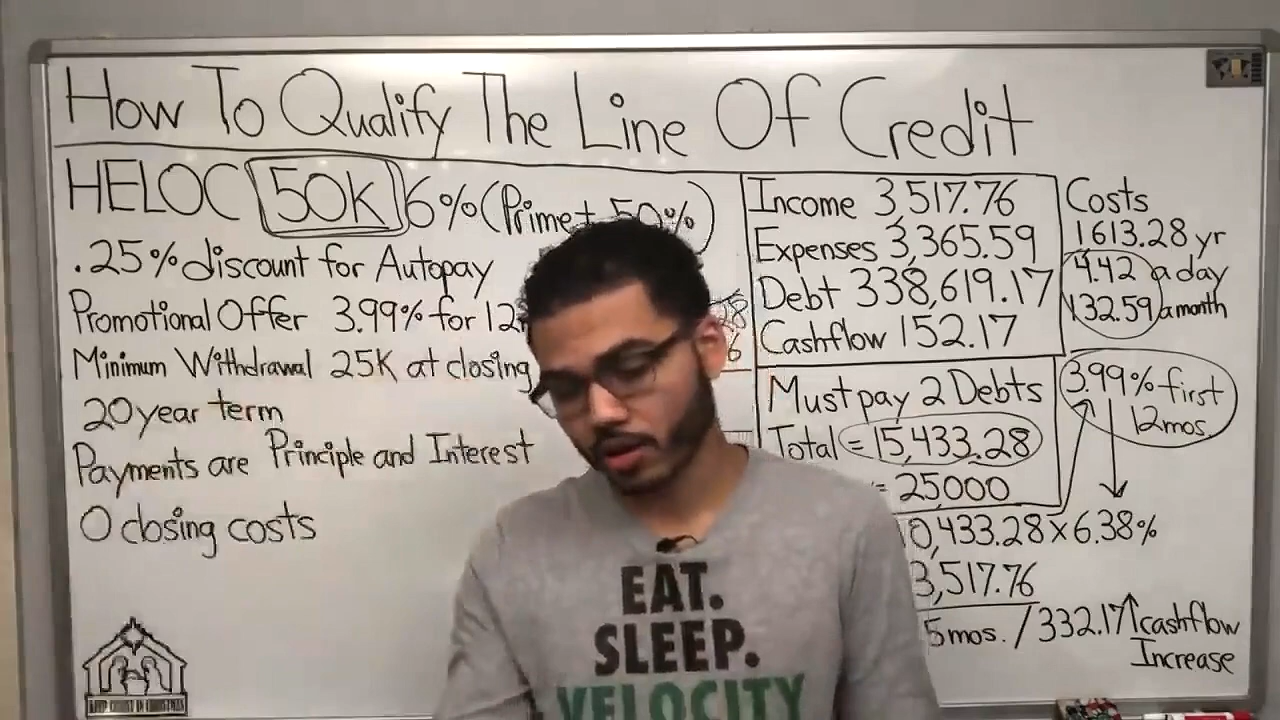 How To Qualify The Line Of Credit
HELOC 50K 6% (Prime + .50%)
.25% discount for Autopay
Promotional Offer 3.99% for 12
Minimum Withdrawal 25K at closing
20 year term
Payments are Principle and Interest
0 closing costs
KEEP CHRIST IN CHRISTMAS
Income 3,517.76
Expenses 3,365.59
Debt 338,619.17
Cashflow 152.17
Must pay 2 Debts
Total = 15,433.28
= 25000
0,433.28 x 6.38%
3,517.76
5mos. / 332.17 ↑ cashflow
Increase
Costs
1613.28 yr
4.42 a day
132.59 a month
3.99% first
12mos.
EAT.
SLEEP.
VELOCITY